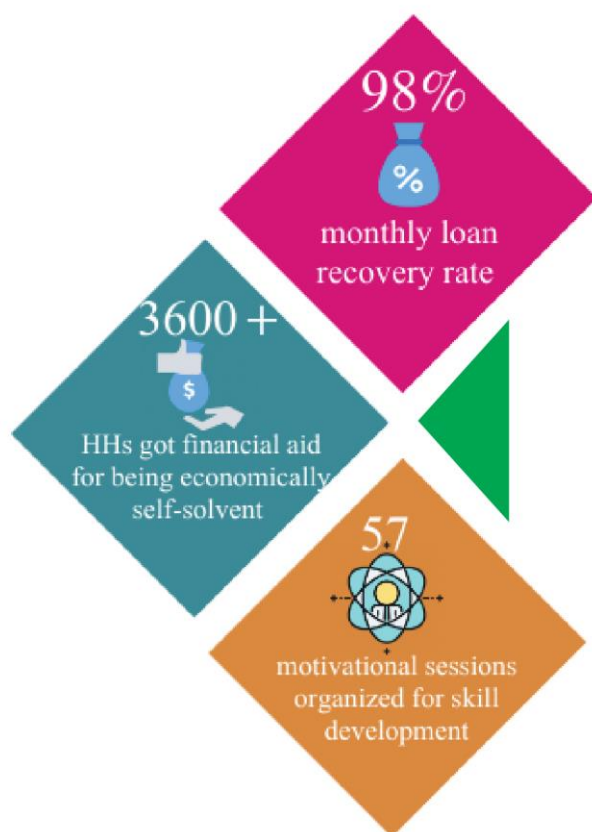 98%
%
monthly loan
recovery rate
3600 +
$
HHs got financial aid
for being economically
self-solvent
57
motivational sessions
organized for skill
development